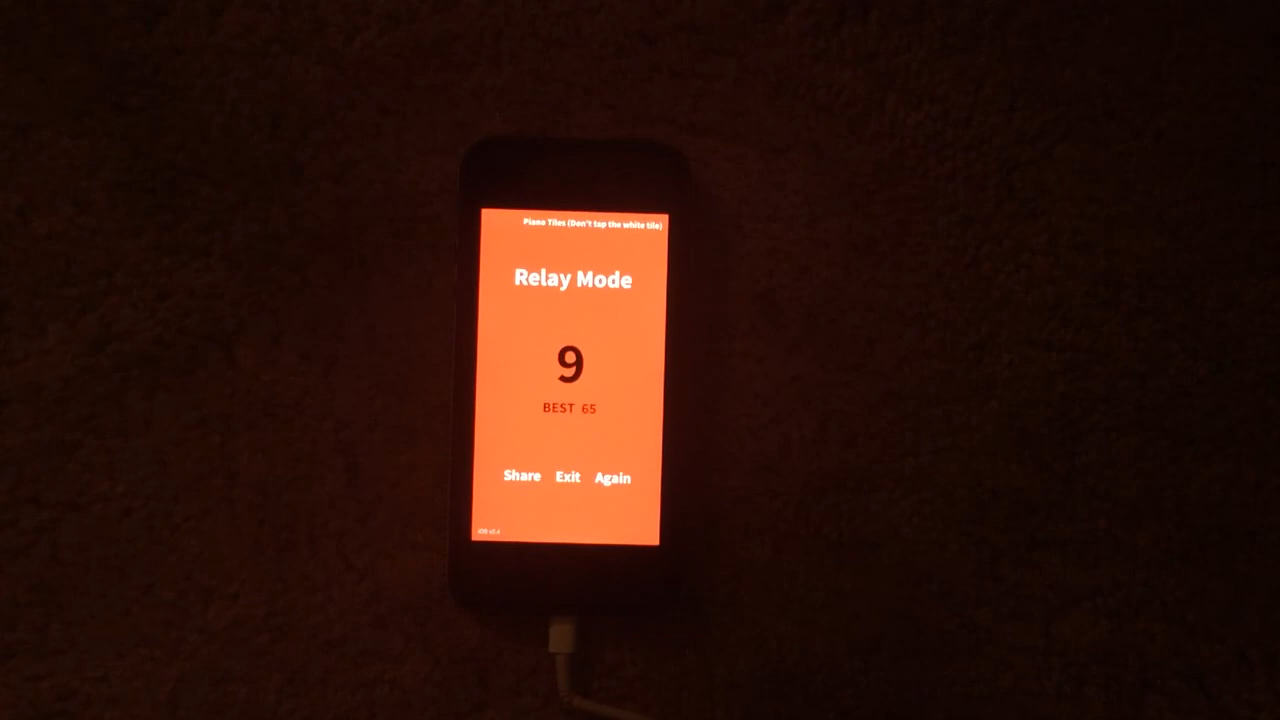 Piano Tiles (Don't tap the white tile)
Relay Mode
9
BEST 65
Share Exit Again